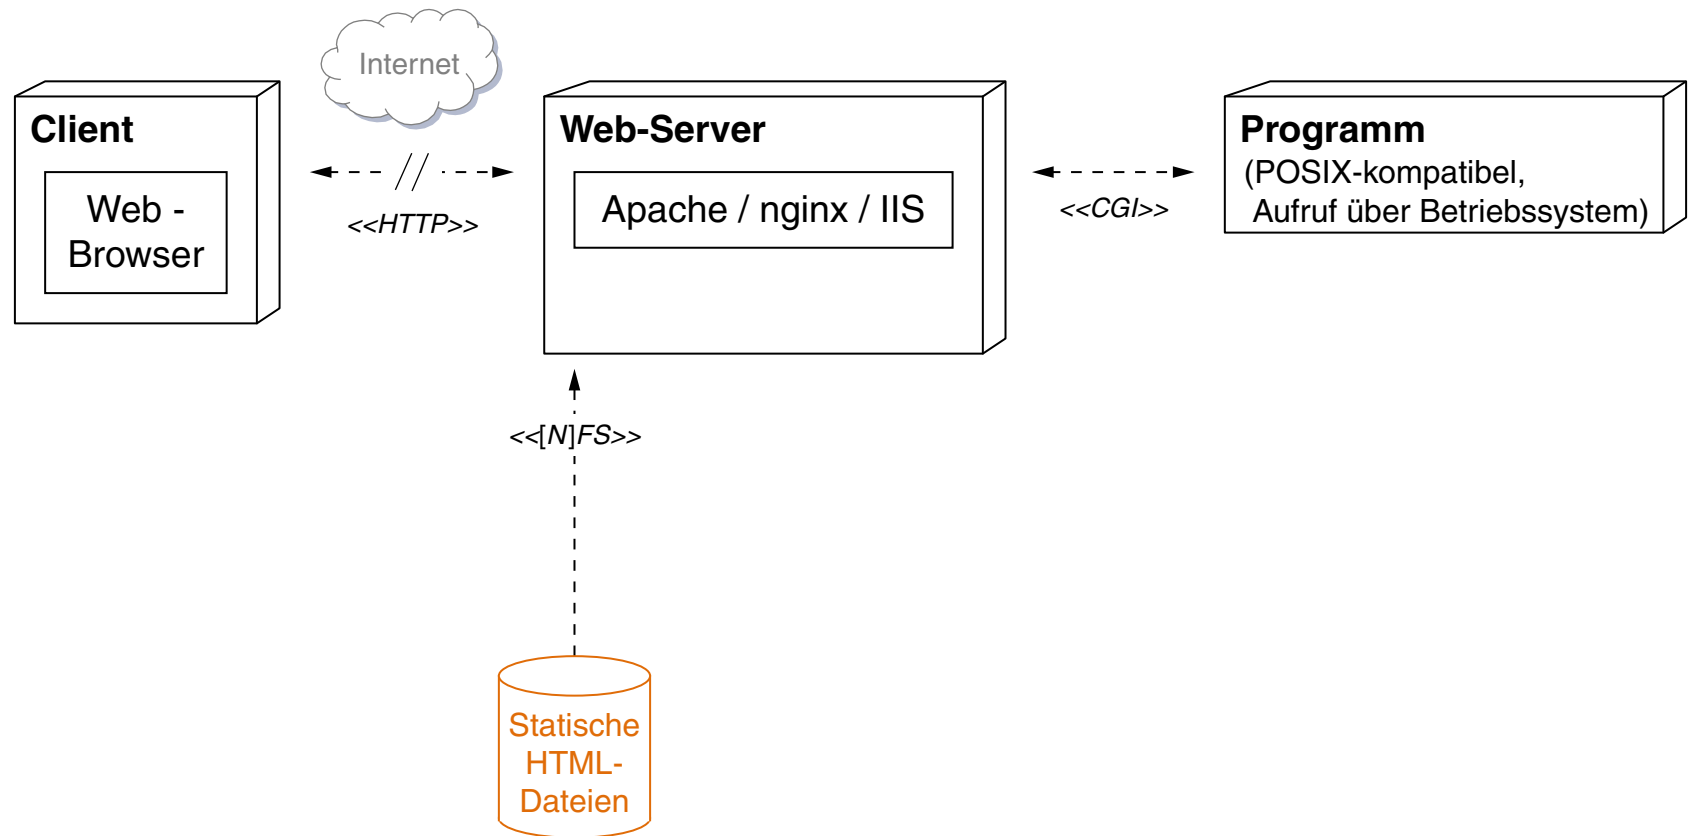 Internet
Client
Web -
Browser
<<HTTP>>
Web-Server
Apache / nginx / IIS
<<CGI>>
Programm
(POSIX-kompatibel,
Aufruf über Betriebssystem)
<<[N]FS>>
Statische
HTML-
Dateien